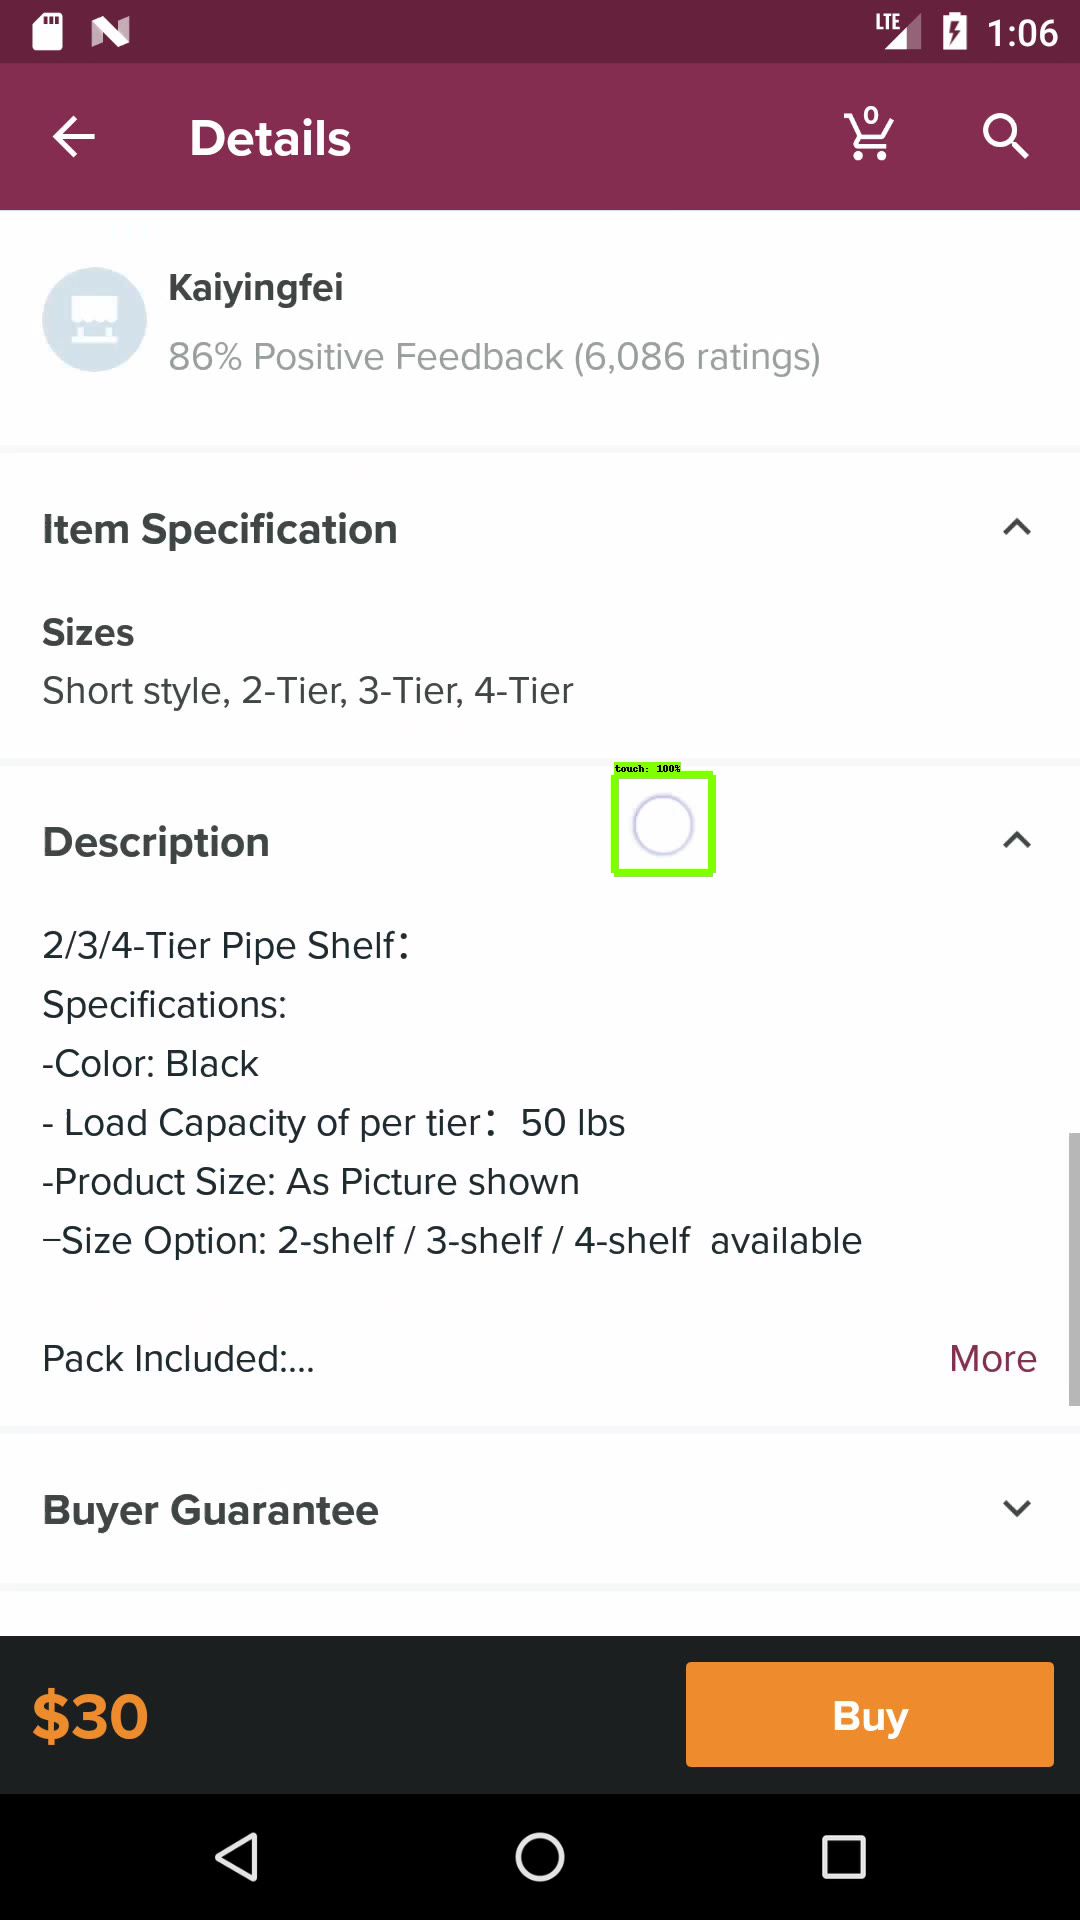 LTE 1:06
Details 0
Kaiyingfei
86% Positive Feedback (6,086 ratings)
Item Specification
Sizes
Short style, 2-Tier, 3-Tier, 4-Tier
touch: 100%
Description
2/3/4-Tier Pipe Shelf：
Specifications:
-Color: Black
- Load Capacity of per tier：50 lbs
-Product Size: As Picture shown
–Size Option: 2-shelf / 3-shelf / 4-shelf  available
Pack Included:... More
Buyer Guarantee
$30 Buy